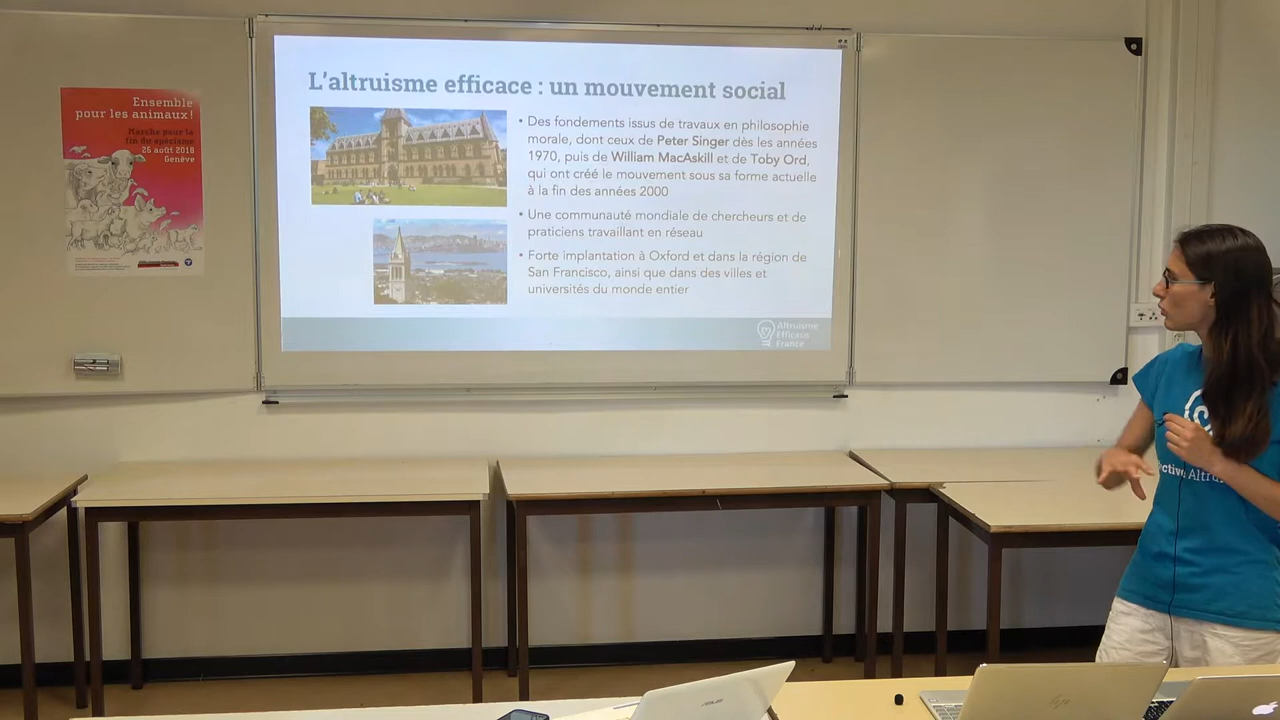 Ensemble
pour les animaux!
Marche pour la
fin du spécisme
25 août 2018
Genève
L'altruisme efficace : un mouvement social
• Des fondements issus de travaux en philosophie
morale, dont ceux de Peter Singer dès les années
1970, puis de William MacAskill et de Toby Ord,
qui ont créé le mouvement sous sa forme actuelle
à la fin des années 2000
• Une communauté mondiale de chercheurs et de
praticiens travaillant en réseau
• Forte implantation à Oxford et dans la région de
San Francisco, ainsi que dans des villes et
universités du monde entier
Altruisme
Efficace
France
ective Altru
ASUS
hp